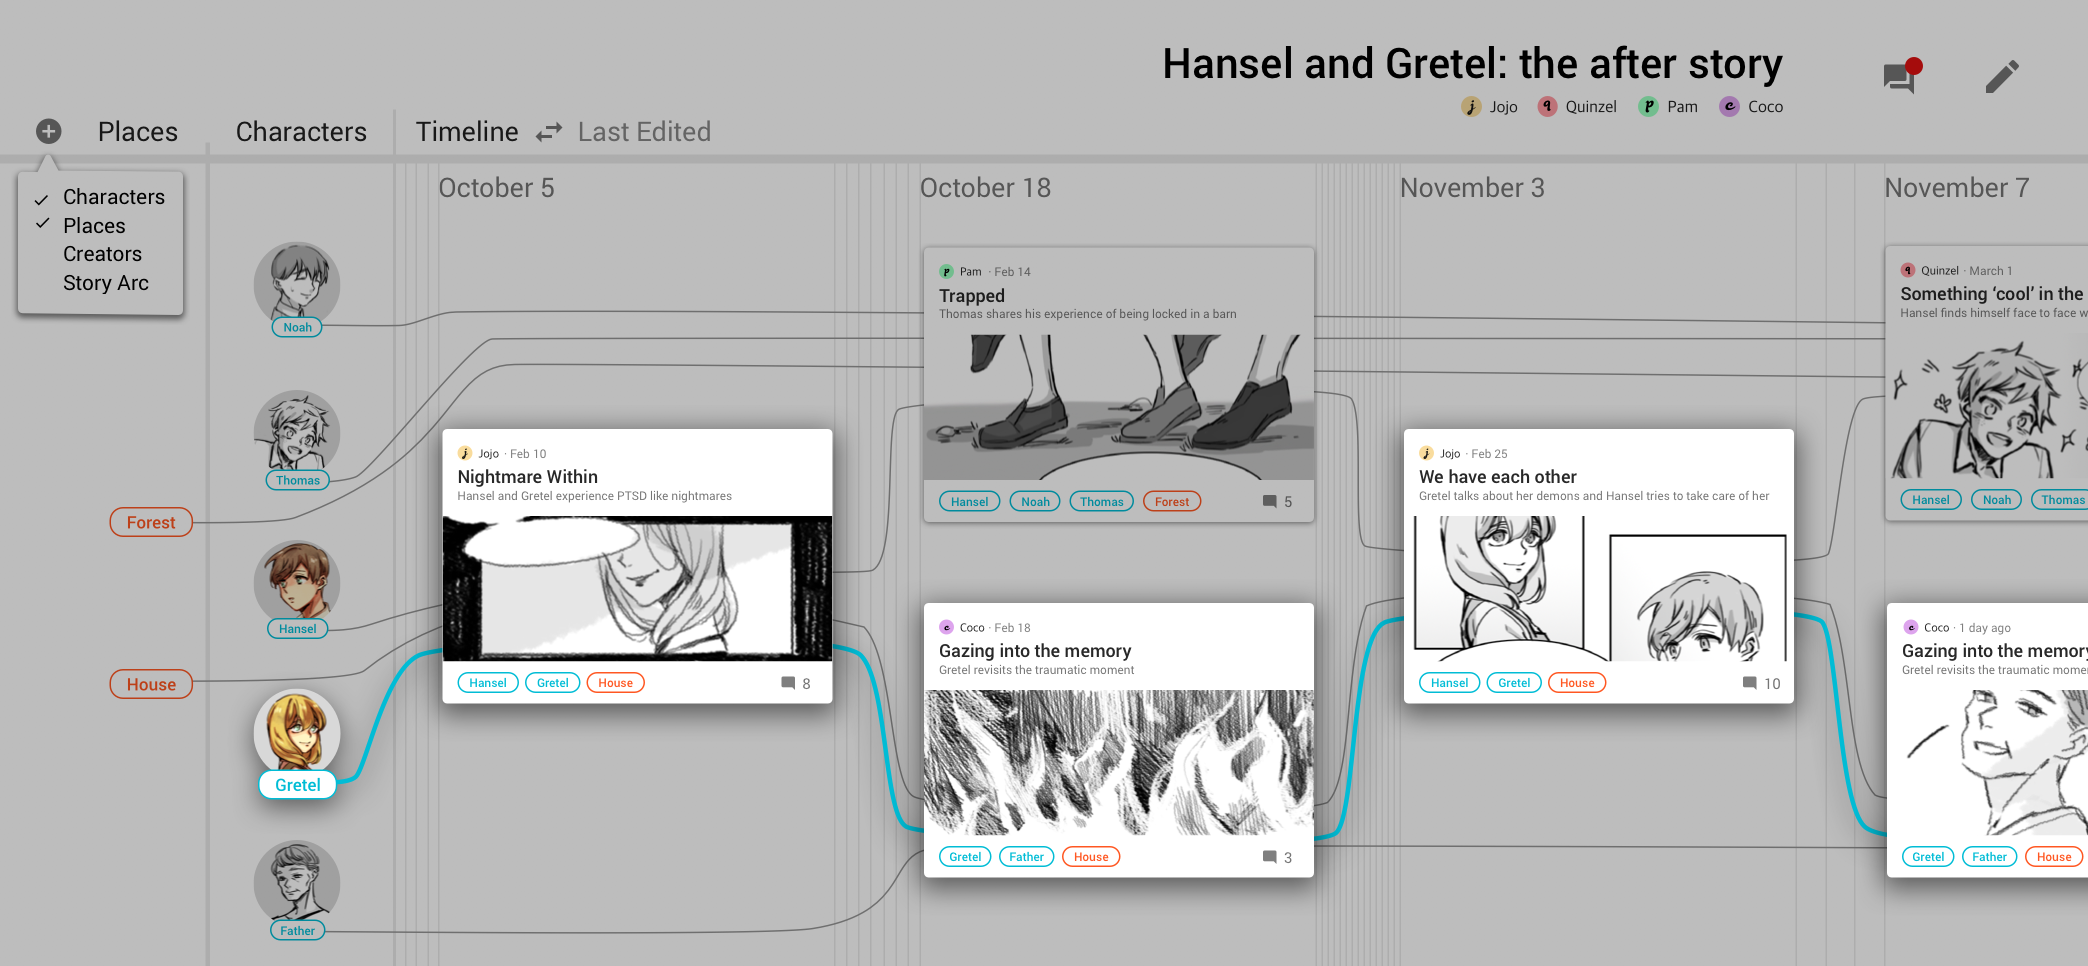 Hansel and Gretel: the after story
Jojo Quinzel Pam Coco
Places Characters Timeline Last Edited
Characters
Places
Creators
Story Arc
October 5 October 18 November 3 November 7
Noah
Thomas
Forest
Hansel
House
Gretel
Father
Jojo · Feb 10
Nightmare Within
Hansel and Gretel experience PTSD like nightmares
Hansel Gretel House 8
Pam · Feb 14
Trapped
Thomas shares his experience of being locked in a barn
Hansel Noah Thomas Forest 5
Coco · Feb 18
Gazing into the memory
Gretel revisits the traumatic moment
Gretel Father House 3
Jojo · Feb 25
We have each other
Gretel talks about her demons and Hansel tries to take care of her
Hansel Gretel House 10
Quinzel · March 1
Something ‘cool’ in the
Hansel finds himself face to face w
Hansel Noah Thomas
Coco · 1 day ago
Gazing into the memory
Gretel revisits the traumatic mome
Gretel Father House